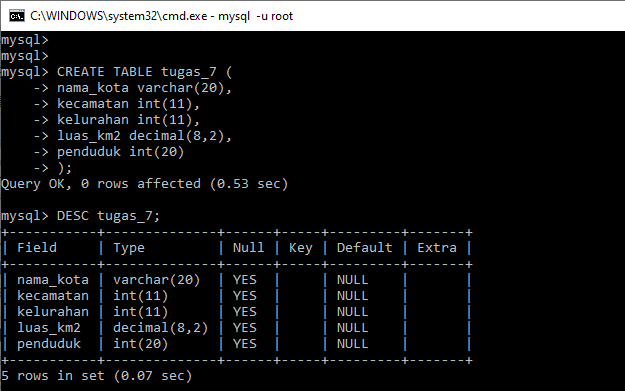 C:\WINDOWS\system32\cmd.exe - mysql  -u root
mysql>
mysql>
mysql> CREATE TABLE tugas_7 (
    -> nama_kota varchar(20),
    -> kecamatan int(11),
    -> kelurahan int(11),
    -> luas_km2 decimal(8,2),
    -> penduduk int(20)
    -> );
Query OK, 0 rows affected (0.53 sec)

mysql> DESC tugas_7;
+-----------+--------------+------+-----+---------+-------+
| Field     | Type         | Null | Key | Default | Extra |
+-----------+--------------+------+-----+---------+-------+
| nama_kota | varchar(20)  | YES  |     | NULL    |       |
| kecamatan | int(11)      | YES  |     | NULL    |       |
| kelurahan | int(11)      | YES  |     | NULL    |       |
| luas_km2  | decimal(8,2) | YES  |     | NULL    |       |
| penduduk  | int(20)      | YES  |     | NULL    |       |
+-----------+--------------+------+-----+---------+-------+
5 rows in set (0.07 sec)